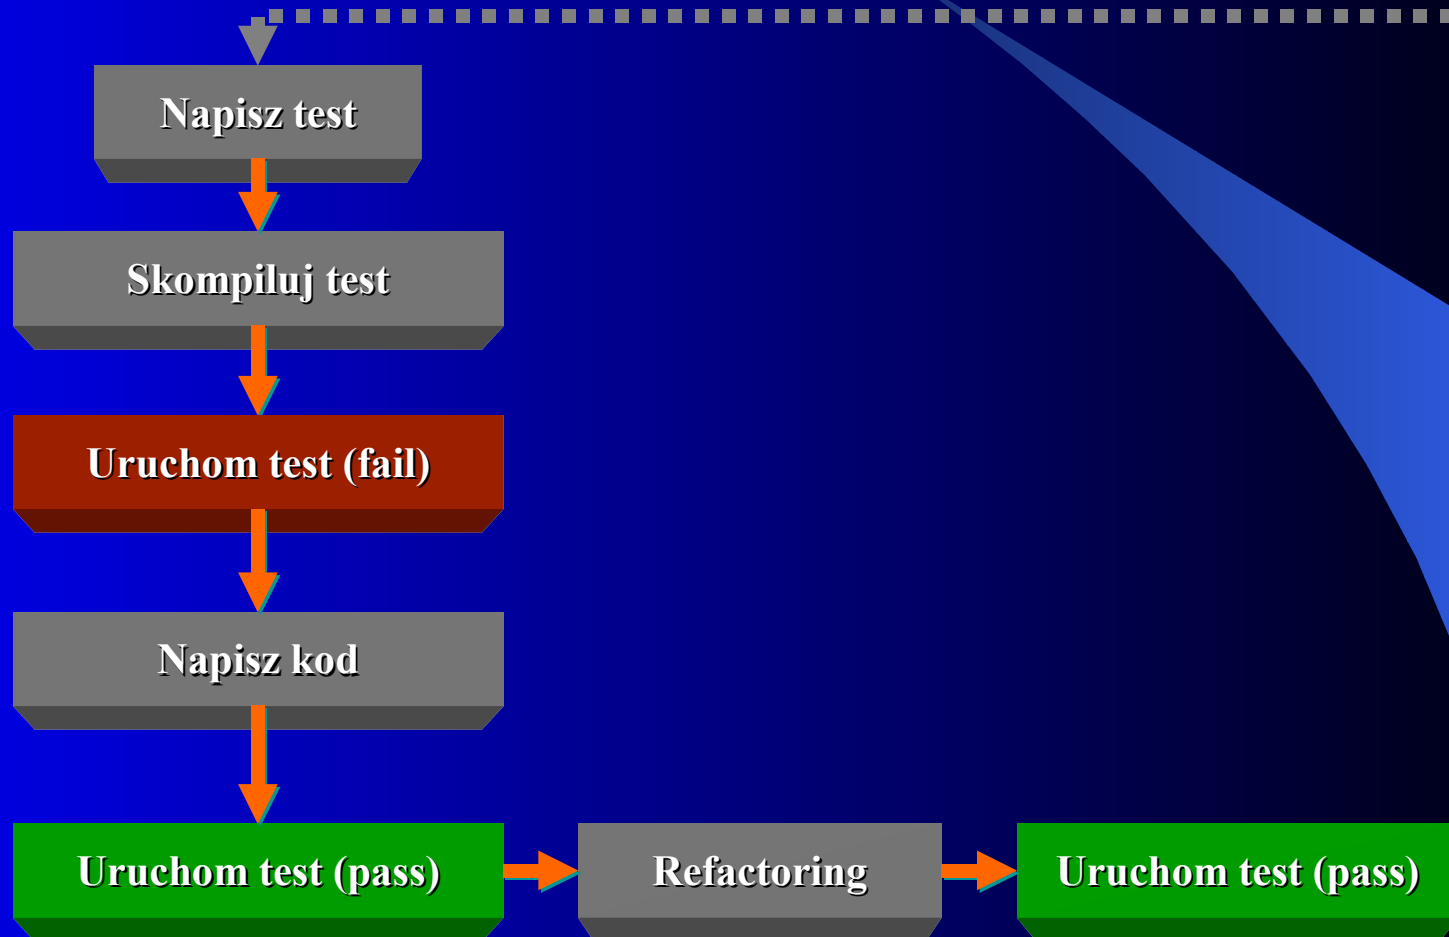 Napisz test
Skompiluj test
Uruchom test (fail)
Napisz kod
Uruchom test (pass)
Refactoring
Uruchom test (pass)